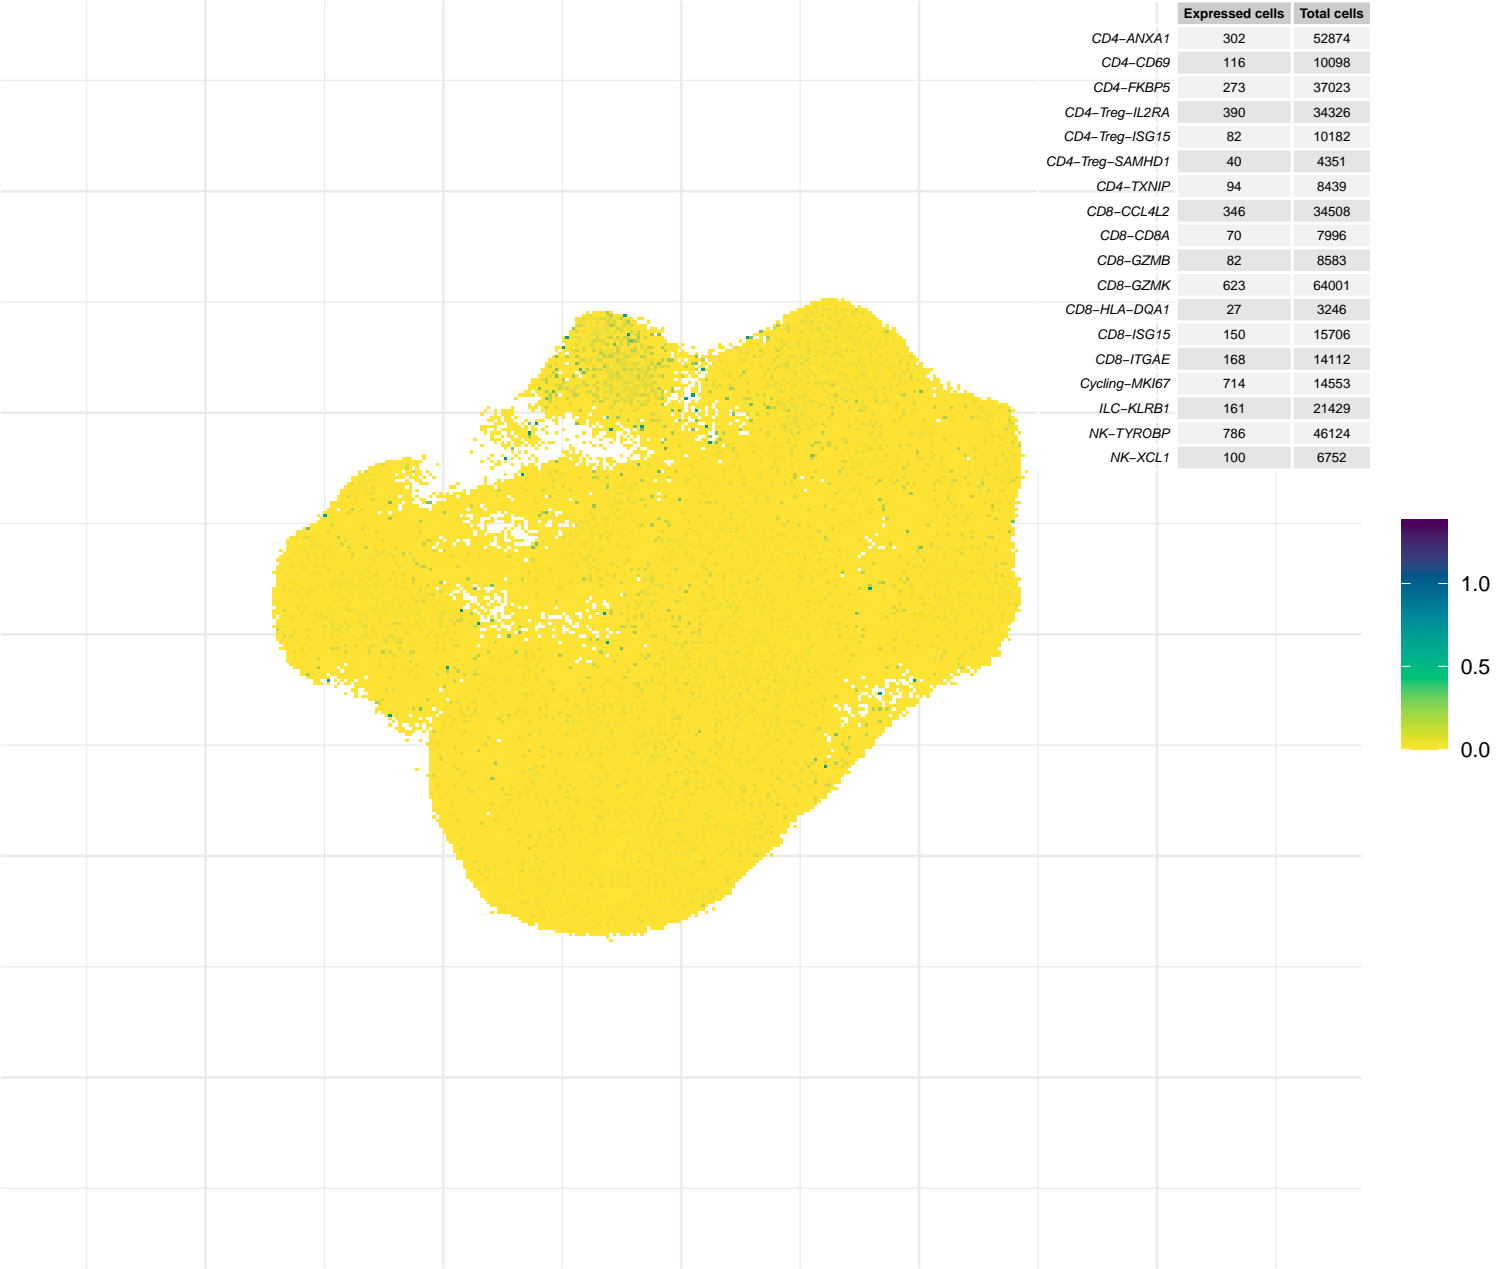 Expressed cells Total cells
CD4−ANXA1 302 52874
CD4−CD69 116 10098
CD4−FKBP5 273 37023
CD4−Treg−IL2RA 390 34326
CD4−Treg−ISG15 82 10182
CD4−Treg−SAMHD1 40 4351
CD4−TXNIP 94 8439
CD8−CCL4L2 346 34508
CD8−CD8A 70 7996
CD8−GZMB 82 8583
CD8−GZMK 623 64001
CD8−HLA−DQA1 27 3246
CD8−ISG15 150 15706
CD8−ITGAE 168 14112
Cycling−MKI67 714 14553
ILC−KLRB1 161 21429
NK−TYROBP 786 46124
NK−XCL1 100 6752
1.0
0.5
0.0